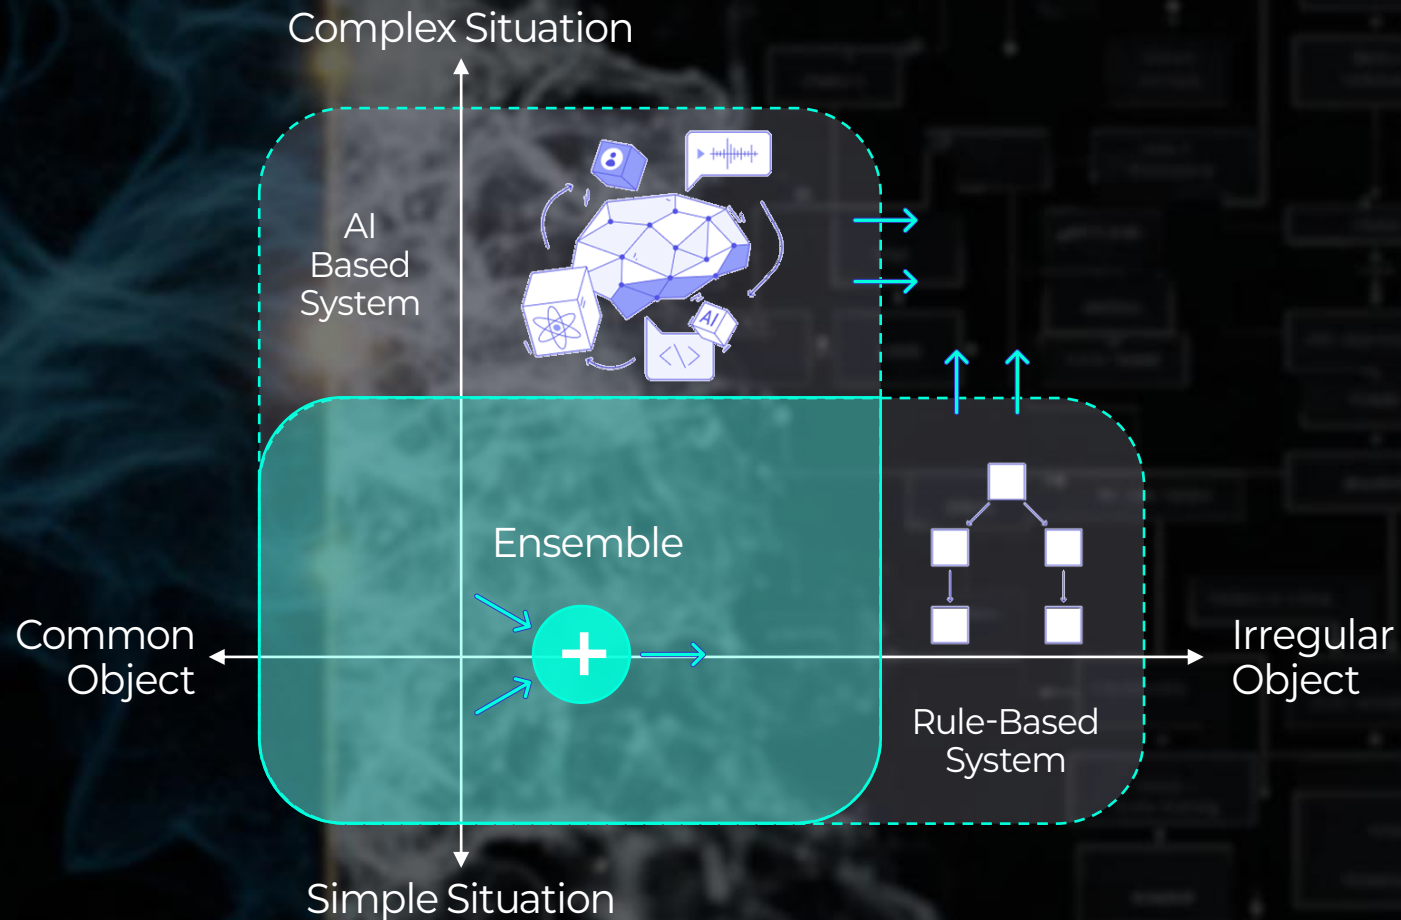 Complex Situation
AI
Based
System
AI
<\>
Ensemble
Common
Object
Irregular
Object
Rule-Based
System
Simple Situation